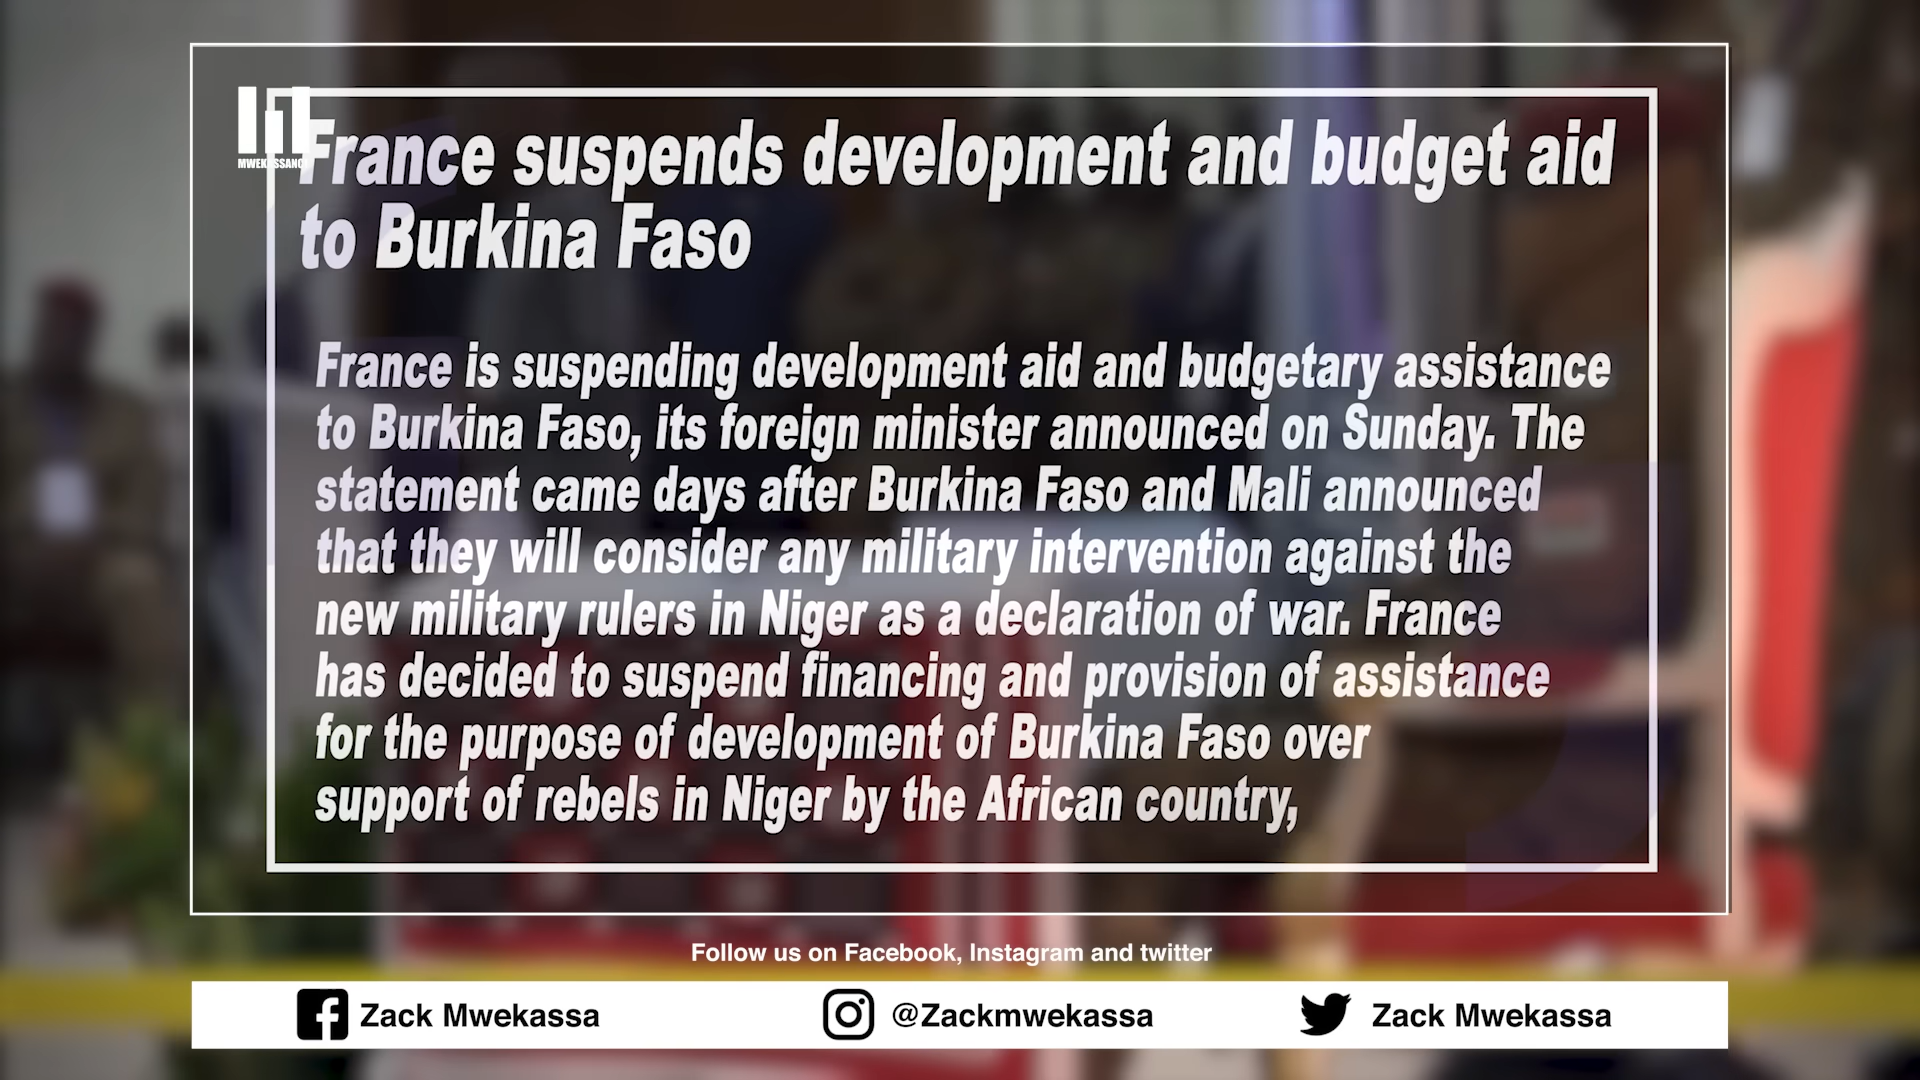 MWEKASSANCE
France suspends development and budget aid
to Burkina Faso
France is suspending development aid and budgetary assistance
to Burkina Faso, its foreign minister announced on Sunday. The
statement came days after Burkina Faso and Mali announced
that they will consider any military intervention against the
new military rulers in Niger as a declaration of war. France
has decided to suspend financing and provision of assistance
for the purpose of development of Burkina Faso over
support of rebels in Niger by the African country,
Follow us on Facebook, Instagram and twitter
Zack Mwekassa
@Zackmwekassa
Zack Mwekassa